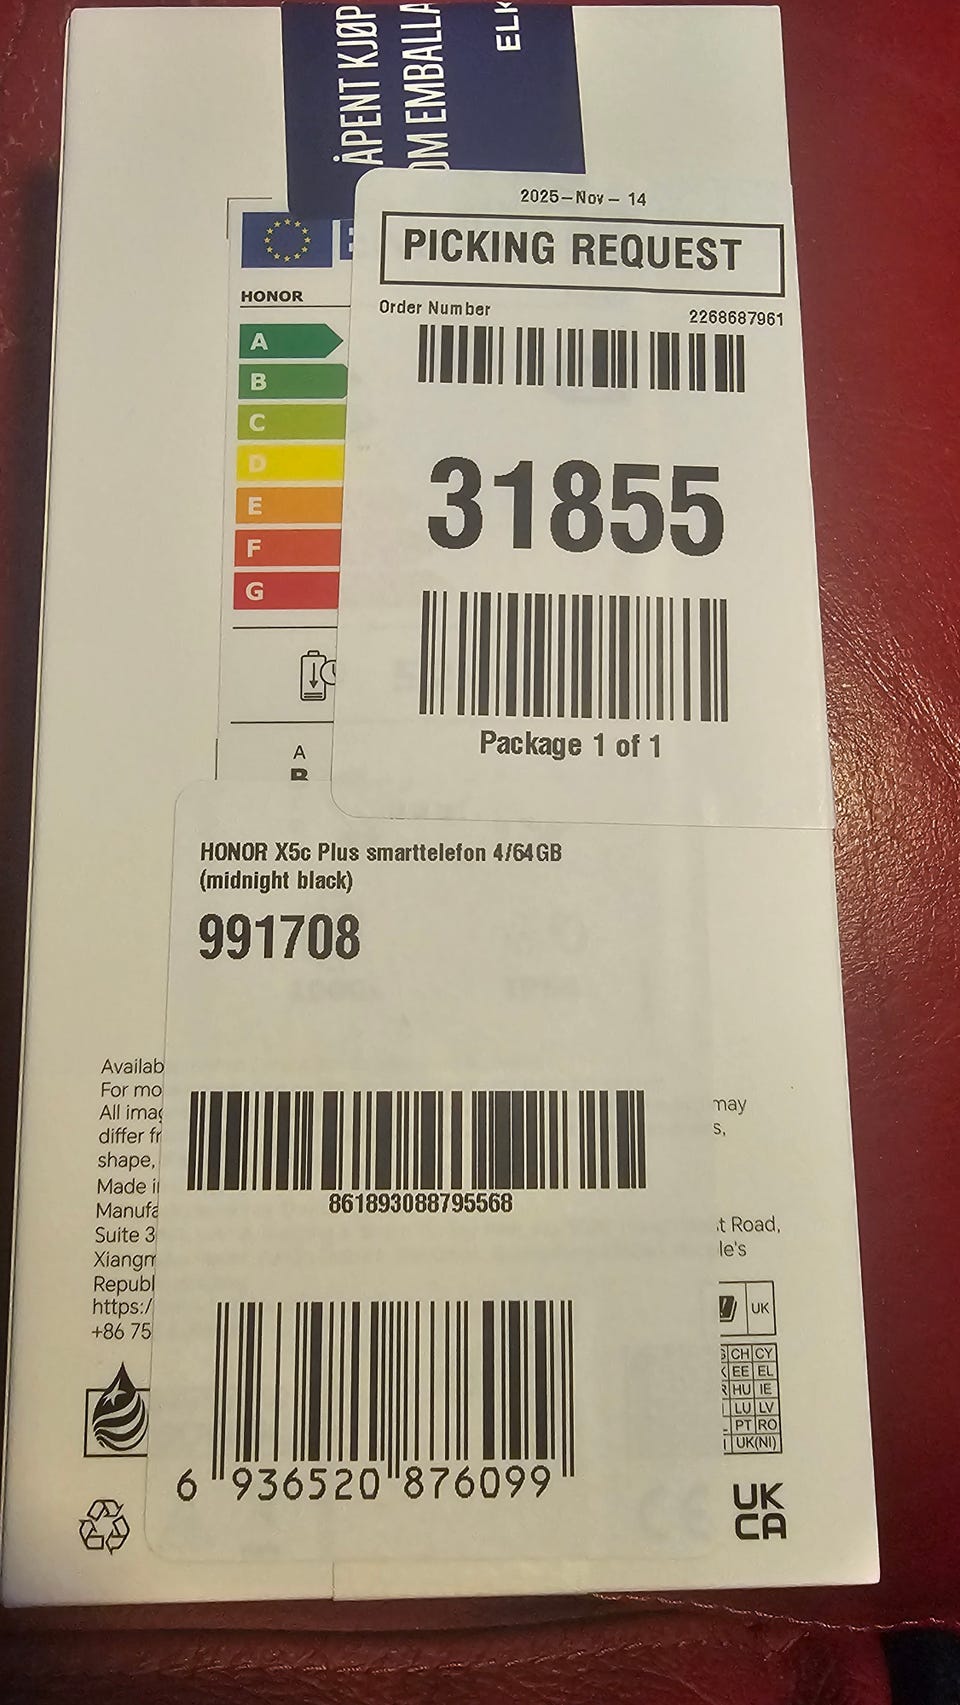 ÅPENT KJØP
OM EMBALLA
ELK
2025-Nov-14
PICKING REQUEST
Order Number 2268687961
HONOR
A
B
C
D
E
F
G
31855
Package 1 of 1
A
B
HONOR X5c Plus smarttelefon 4/64GB
(midnight black)
991708
Availab
For mo
All imag may
differ fr s,
shape,
Made i
Manufa
Suite 3 t Road,
Xiangm le's
Republ
https:/
+86 75
861893088795568
UK
CH CY
EE EL
HU IE
LU LV
PT RO
UK(NI)
6 936520 876099
UK
CA